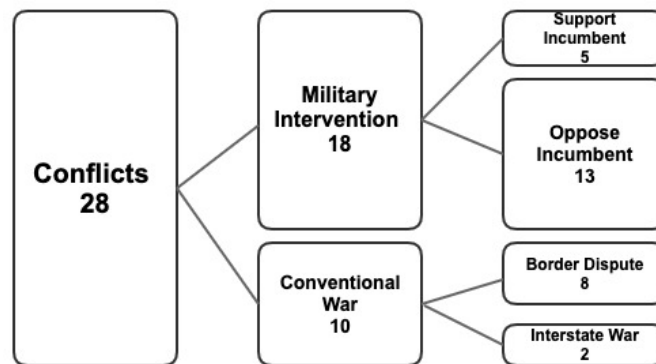 Conflicts
28
Military
Intervention
18
Conventional
War
10
Support
Incumbent
5
Oppose
Incumbent
13
Border Dispute
8
Interstate War
2